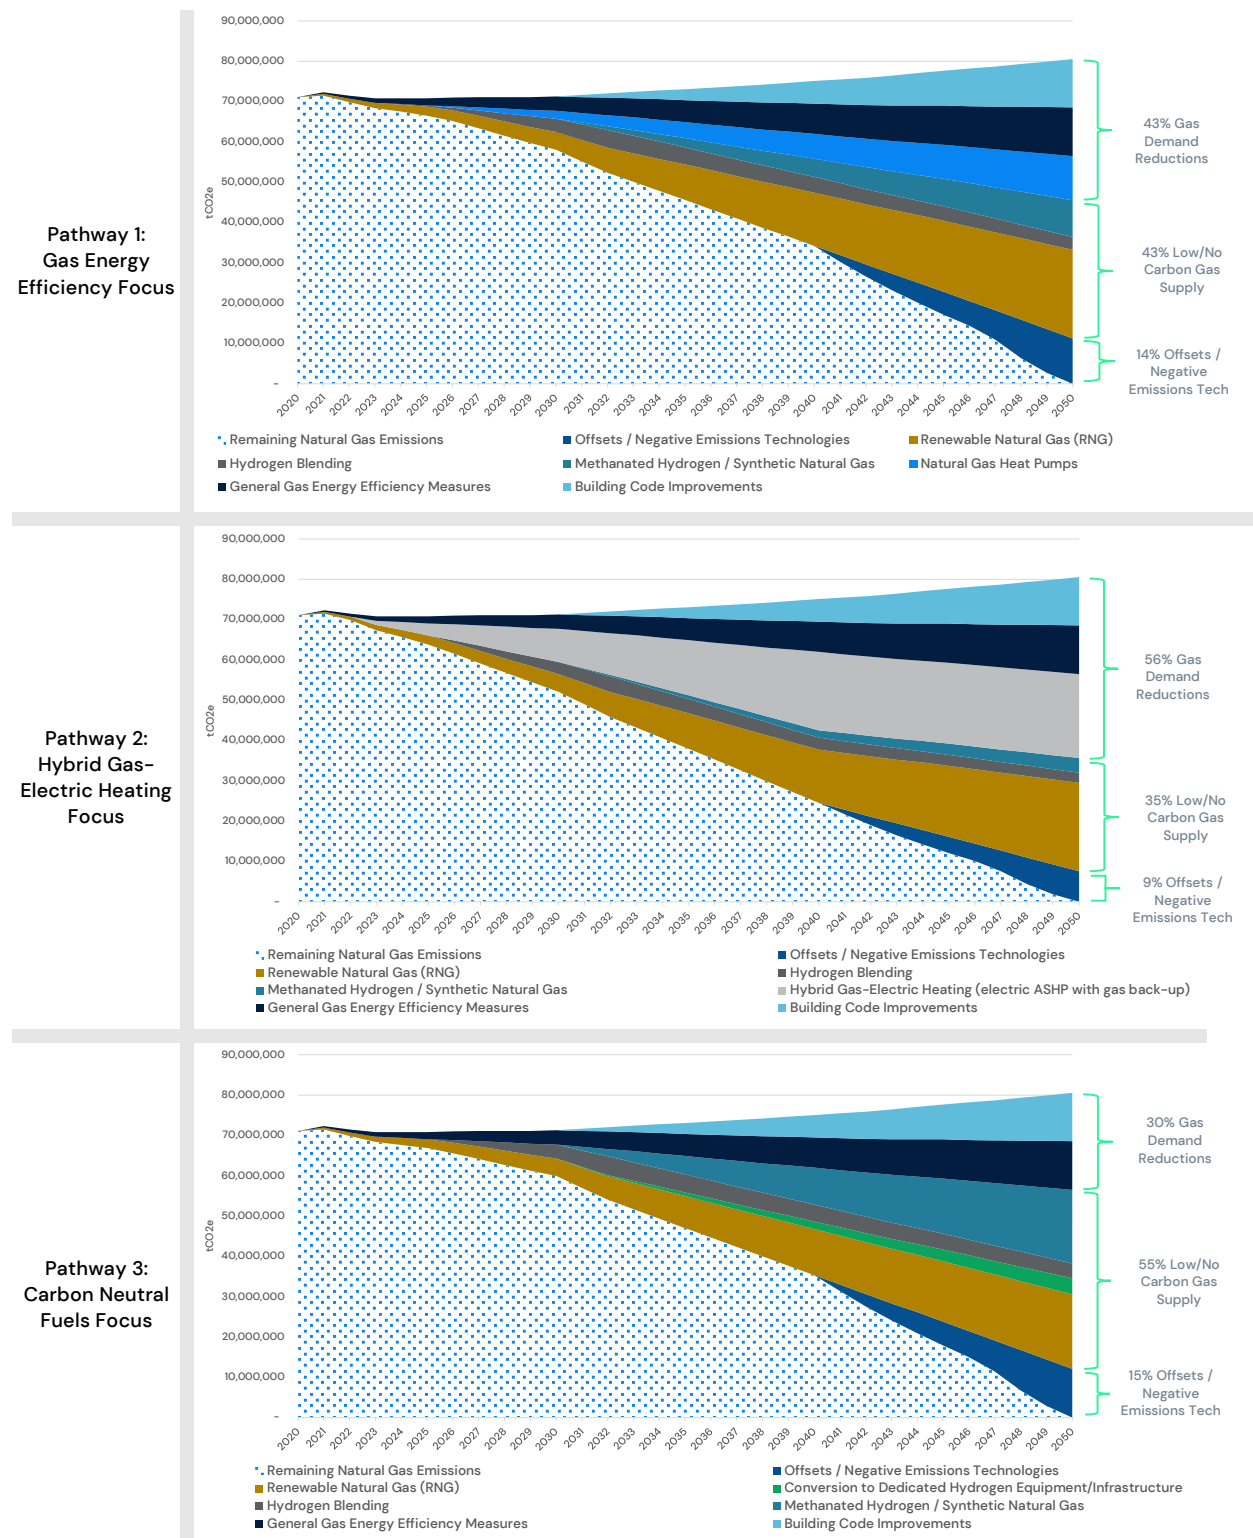 Pathway 1:
Gas Energy
Efficiency Focus
90,000,000
80,000,000
70,000,000
60,000,000
50,000,000
40,000,000
30,000,000
20,000,000
10,000,000
-
tCO2e
2020 2021 2022 2023 2024 2025 2026 2027 2028 2029 2030 2031 2032 2033 2034 2035 2036 2037 2038 2039 2040 2041 2042 2043 2044 2045 2046 2047 2048 2049 2050
43% Gas
Demand
Reductions
43% Low/No
Carbon Gas
Supply
14% Offsets /
Negative
Emissions Tech
Remaining Natural Gas Emissions
Offsets / Negative Emissions Technologies
Renewable Natural Gas (RNG)
Hydrogen Blending
Methanated Hydrogen / Synthetic Natural Gas
Natural Gas Heat Pumps
General Gas Energy Efficiency Measures
Building Code Improvements
Pathway 2:
Hybrid Gas-
Electric Heating
Focus
90,000,000
80,000,000
70,000,000
60,000,000
50,000,000
40,000,000
30,000,000
20,000,000
10,000,000
-
tCO2e
2020 2021 2022 2023 2024 2025 2026 2027 2028 2029 2030 2031 2032 2033 2034 2035 2036 2037 2038 2039 2040 2041 2042 2043 2044 2045 2046 2047 2048 2049 2050
56% Gas
Demand
Reductions
35% Low/No
Carbon Gas
Supply
9% Offsets /
Negative
Emissions Tech
Remaining Natural Gas Emissions
Offsets / Negative Emissions Technologies
Renewable Natural Gas (RNG)
Hydrogen Blending
Methanated Hydrogen / Synthetic Natural Gas
Hybrid Gas-Electric Heating (electric ASHP with gas back-up)
General Gas Energy Efficiency Measures
Building Code Improvements
Pathway 3:
Carbon Neutral
Fuels Focus
90,000,000
80,000,000
70,000,000
60,000,000
50,000,000
40,000,000
30,000,000
20,000,000
10,000,000
-
tCO2e
2020 2021 2022 2023 2024 2025 2026 2027 2028 2029 2030 2031 2032 2033 2034 2035 2036 2037 2038 2039 2040 2041 2042 2043 2044 2045 2046 2047 2048 2049 2050
30% Gas
Demand
Reductions
55% Low/No
Carbon Gas
Supply
15% Offsets /
Negative
Emissions Tech
Remaining Natural Gas Emissions
Offsets / Negative Emissions Technologies
Renewable Natural Gas (RNG)
Conversion to Dedicated Hydrogen Equipment/Infrastructure
Hydrogen Blending
Methanated Hydrogen / Synthetic Natural Gas
General Gas Energy Efficiency Measures
Building Code Improvements